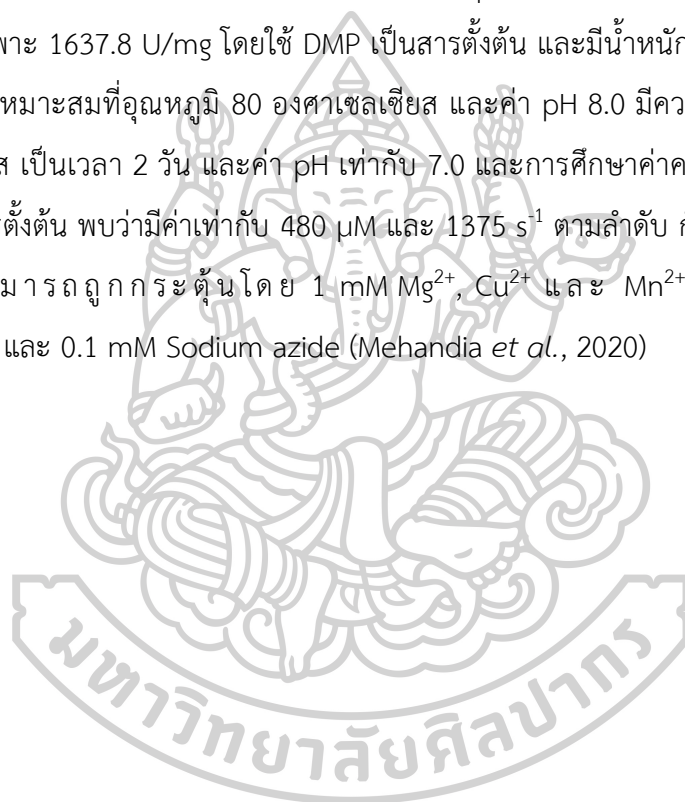 พาะ 1637.8 U/mg โดยใช้ DMP เป็นสารตั้งต้น และมีน้ำหนัก
หมาะสมที่อุณหภูมิ 80 องศาเซลเซียส และค่า pH 8.0 มีคว
ส เป็นเวลา 2 วัน และค่า pH เท่ากับ 7.0 และการศึกษาค่าค
รตั้งต้น พบว่ามีค่าเท่ากับ 480 µM และ 1375 s⁻¹ ตามลำดับ ก
มารถถูกกระตุ้นโดย 1 mM Mg²⁺, Cu²⁺ และ Mn²⁺
และ 0.1 mM Sodium azide (Mehandia et al., 2020)
มหาวิทยาลัยศิลปากร